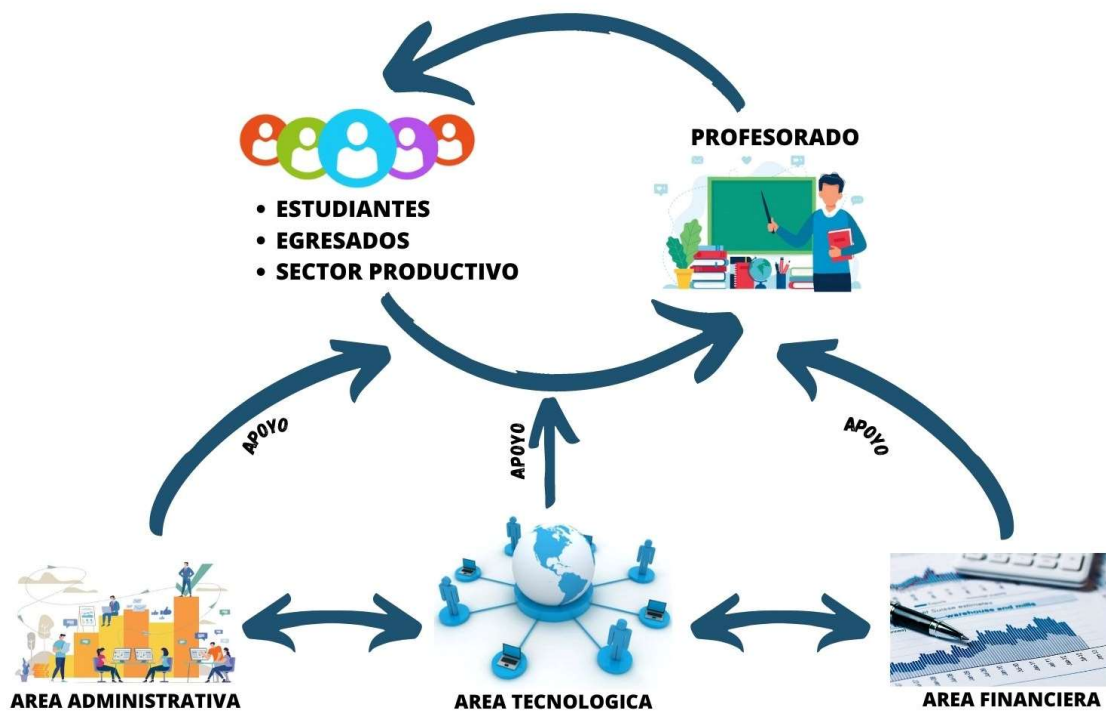 PROFESORADO
• ESTUDIANTES
• EGRESADOS
• SECTOR PRODUCTIVO
APOYO
APOYO
APOYO
AREA ADMINISTRATIVA
AREA TECNOLOGICA
AREA FINANCIERA